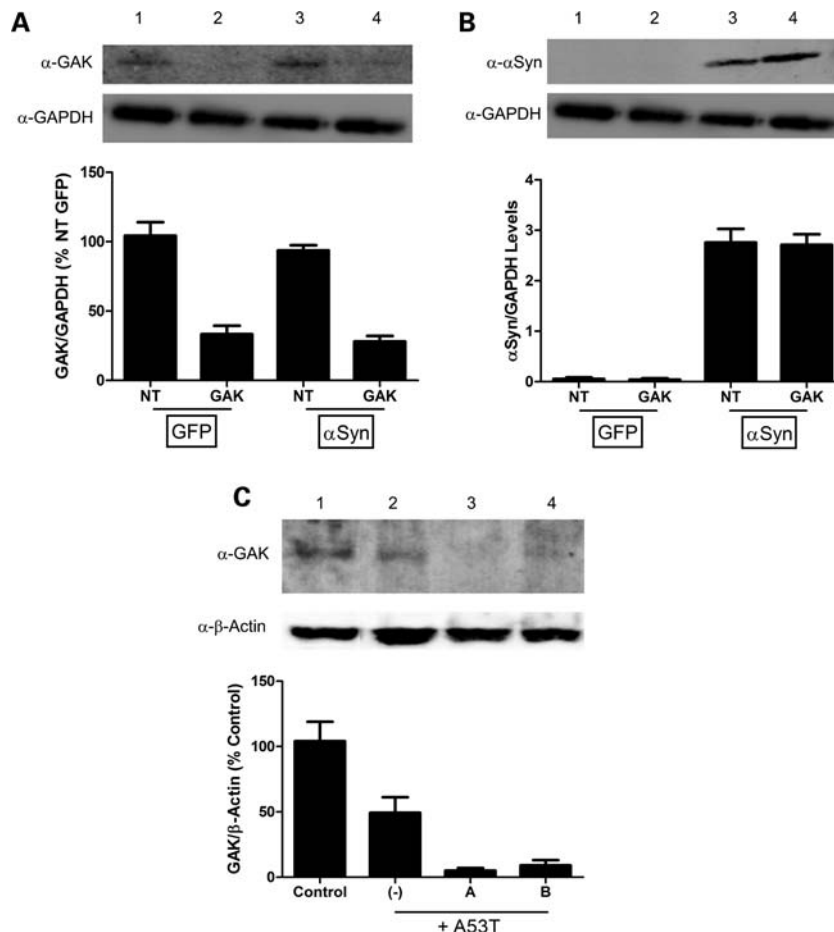 A
1 2 3 4
α-GAK
α-GAPDH
GAK/GAPDH (% NT GFP)
150
100
50
0
NT GAK NT GAK
GFP αSyn
B
1 2 3 4
α-αSyn
α-GAPDH
αSyn/GAPDH Levels
4
3
2
1
0
NT GAK NT GAK
GFP αSyn
C
1 2 3 4
α-GAK
α-β-Actin
GAK/β-Actin (% Control)
150
100
50
0
Control (-) A B
+ A53T